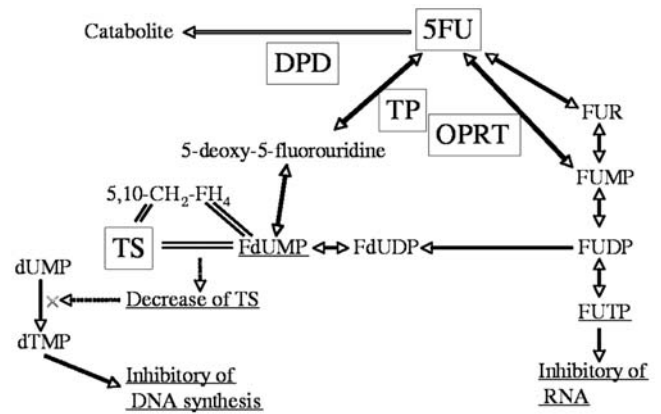 5FU
Catabolite
DPD
TP
OPRT
FUR
5-deoxy-5-fluorouridine
FUMP
5,10-CH₂-FH₄
TS
FdUMP
FdUDP
FUDP
dUMP
Decrease of TS
FUTP
dTMP
Inhibitory of
DNA synthesis
Inhibitory of
RNA